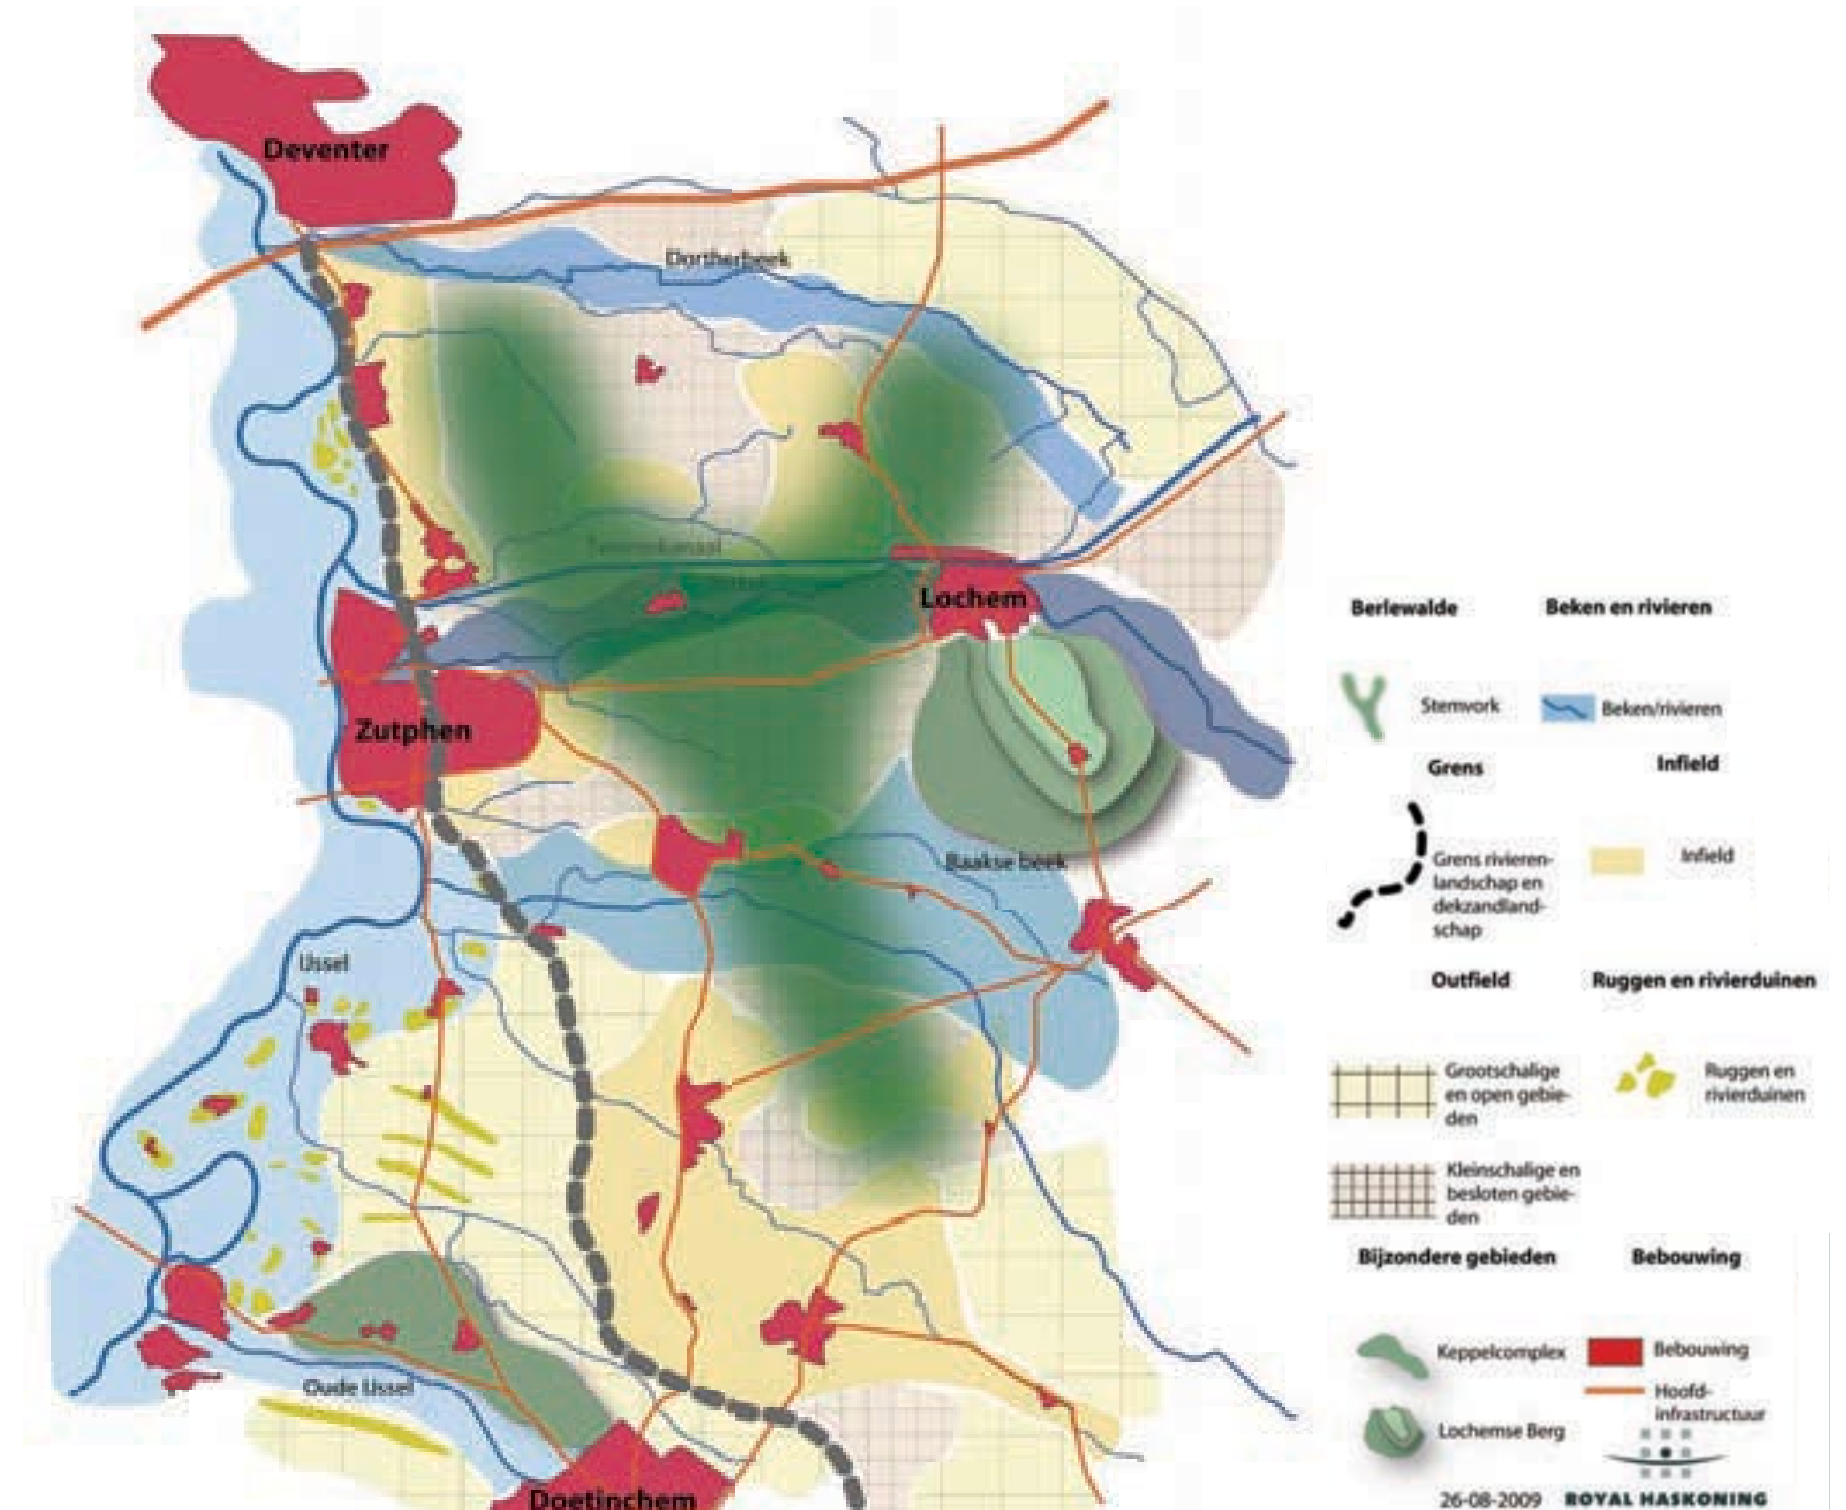 Deventer
Dortherbeek
Lochem
Zutphen
Baakse beek
IJssel
Oude IJssel
Doetinchem
Berlewalde
Beken en rivieren
Stemvork
Beken/rivieren
Grens
Infield
Grens rivieren-
landschap en
dekzandland-
schap
Infield
Outfield
Ruggen en rivierduinen
Grootschalige
en open gebie-
den
Ruggen en
rivierduinen
Kleinschalige en
besloten gebie-
den
Bijzondere gebieden
Bebouwing
Keppelcomplex
Bebouwing
Hoofd-
infrastructuur
Lochemse Berg
26-08-2009
ROYAL HASKONING